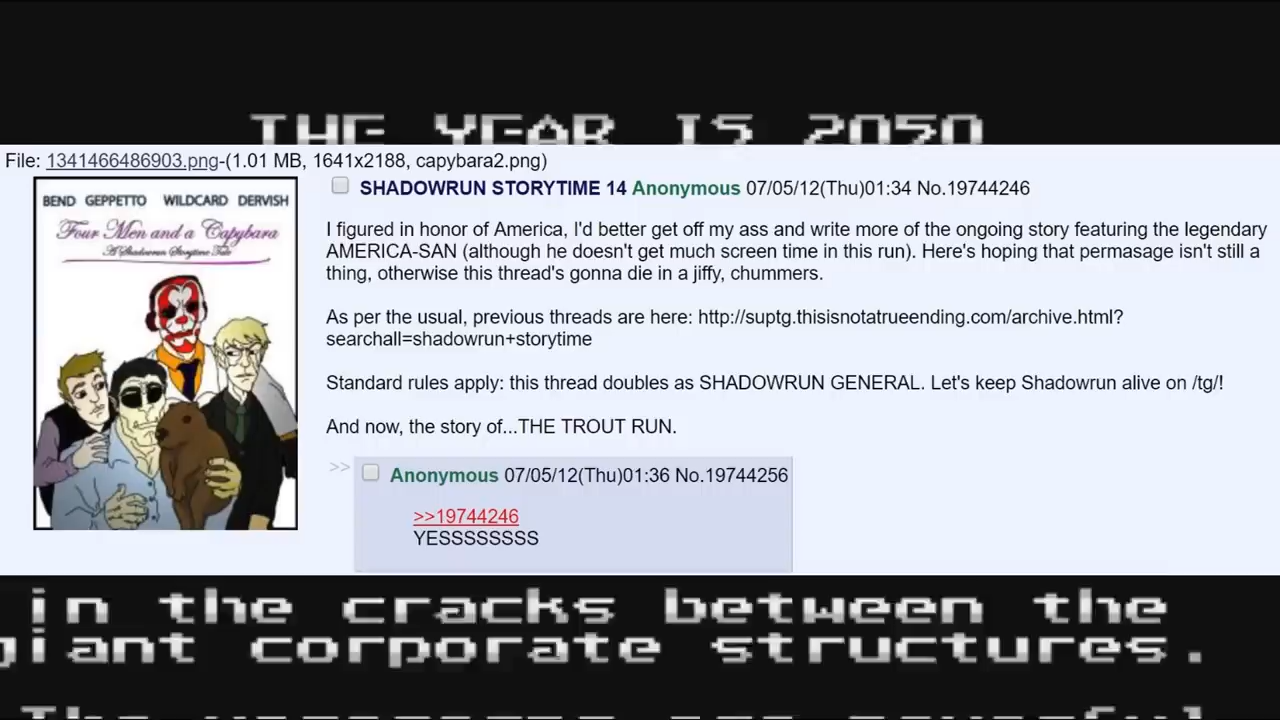 THE YEAR IS 2050
File: 1341466486903.png-(1.01 MB, 1641x2188, capybara2.png)
BEND GEPPETTO WILDCARD DERVISH
Four Men and a Capybara
A Shadowrun Storytime Tale
SHADOWRUN STORYTIME 14 Anonymous 07/05/12(Thu)01:34 No.19744246
I figured in honor of America, I'd better get off my ass and write more of the ongoing story featuring the legendary
AMERICA-SAN (although he doesn't get much screen time in this run). Here's hoping that permasage isn't still a
thing, otherwise this thread's gonna die in a jiffy, chummers.
As per the usual, previous threads are here: http://suptg.thisisnotatrueending.com/archive.html?
searchall=shadowrun+storytime
Standard rules apply: this thread doubles as SHADOWRUN GENERAL. Let's keep Shadowrun alive on /tg/!
And now, the story of...THE TROUT RUN.
>> Anonymous 07/05/12(Thu)01:36 No.19744256
>>19744246
YESSSSSSSS
in the cracks between the
giant corporate structures.